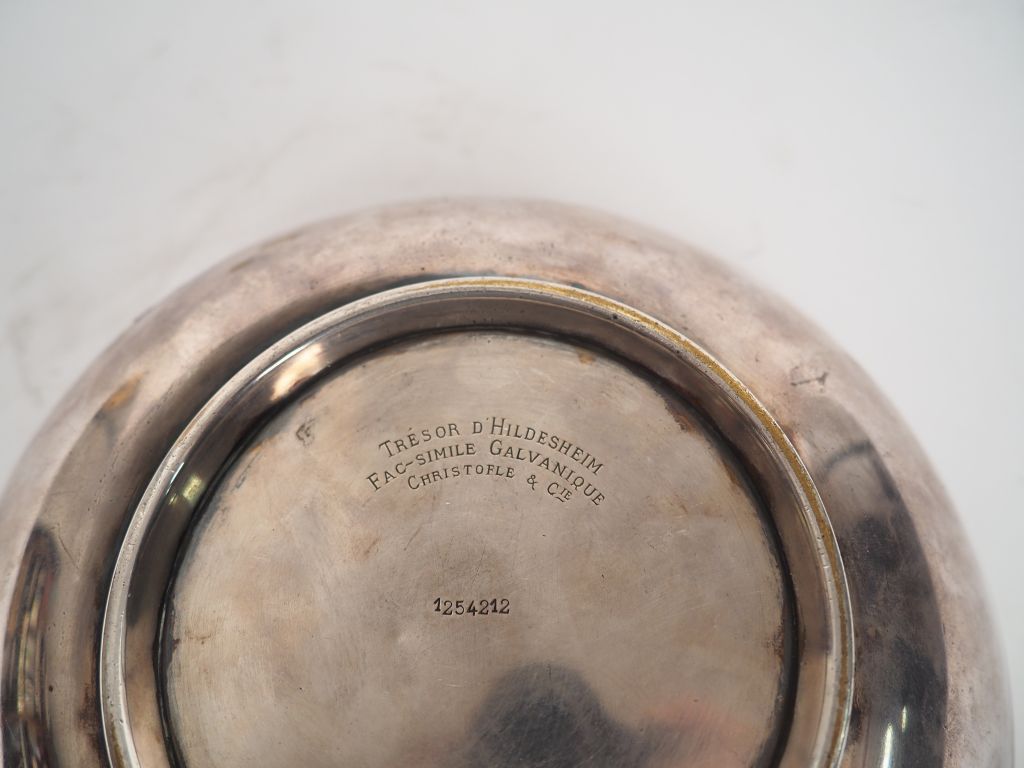 TRÉSOR D'HILDESHEIM
FAC-SIMILE GALVANIQUE
CHRISTOFLE & CIE
1254212